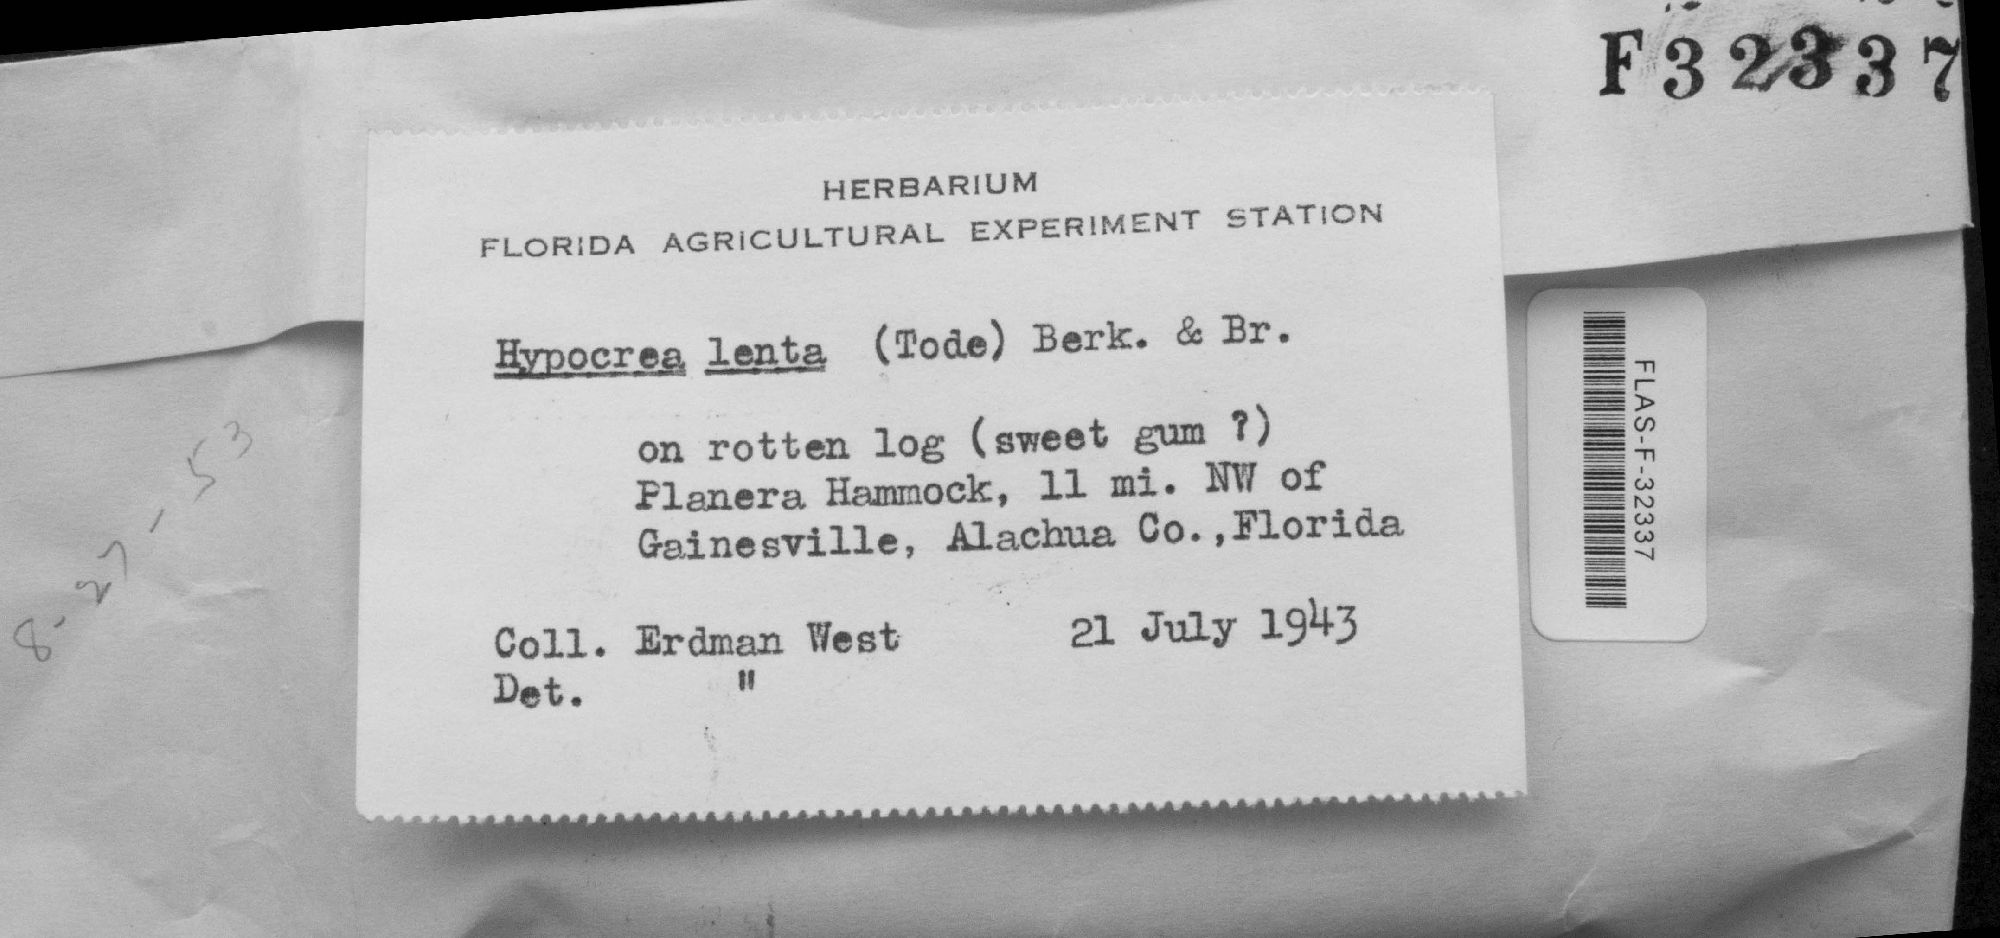 F32337
HERBARIUM
FLORIDA AGRICULTURAL EXPERIMENT STATION
Hypocrea lenta (Tode) Berk. & Br.
on rotten log (sweet gum ?)
Planera Hammock, 11 mi. NW of
Gainesville, Alachua Co.,Florida
Coll. Erdman West 21 July 1943
Det. "
FLAS-F-32337
8-27-53